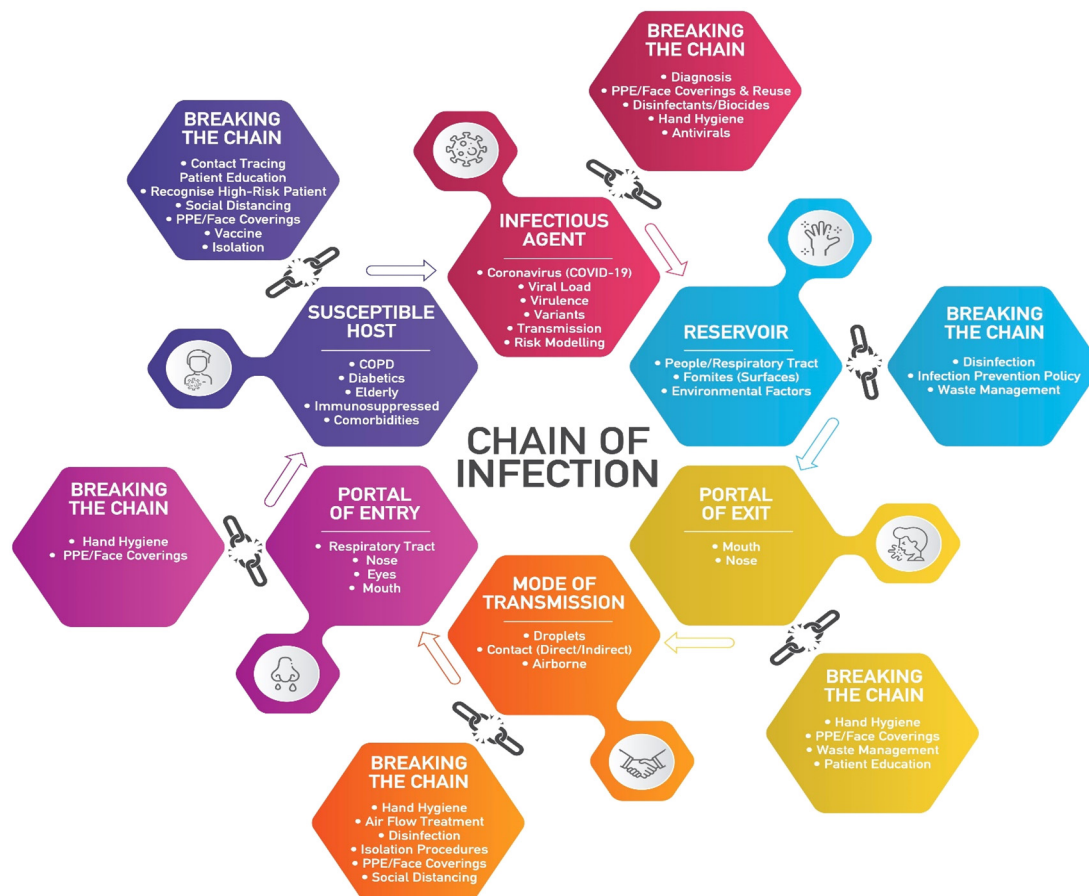 BREAKING
THE CHAIN
• Diagnosis
• PPE/Face Coverings & Reuse
• Disinfectants/Biocides
• Hand Hygiene
• Antivirals
BREAKING
THE CHAIN
• Contact Tracing
Patient Education
• Recognise High-Risk Patient
• Social Distancing
• PPE/Face Coverings
• Vaccine
• Isolation
INFECTIOUS
AGENT
• Coronavirus (COVID-19)
• Viral Load
• Virulence
• Variants
• Transmission
• Risk Modelling
SUSCEPTIBLE
HOST
• COPD
• Diabetics
• Elderly
• Immunosuppressed
• Comorbidities
RESERVOIR
• People/Respiratory Tract
• Fomites (Surfaces)
• Environmental Factors
BREAKING
THE CHAIN
• Disinfection
• Infection Prevention Policy
• Waste Management
CHAIN OF
INFECTION
BREAKING
THE CHAIN
• Hand Hygiene
• PPE/Face Coverings
PORTAL
OF ENTRY
• Respiratory Tract
• Nose
• Eyes
• Mouth
PORTAL
OF EXIT
• Mouth
• Nose
MODE OF
TRANSMISSION
• Droplets
• Contact (Direct/Indirect)
• Airborne
BREAKING
THE CHAIN
• Hand Hygiene
• PPE/Face Coverings
• Waste Management
• Patient Education
BREAKING
THE CHAIN
• Hand Hygiene
• Air Flow Treatment
• Disinfection
• Isolation Procedures
• PPE/Face Coverings
• Social Distancing